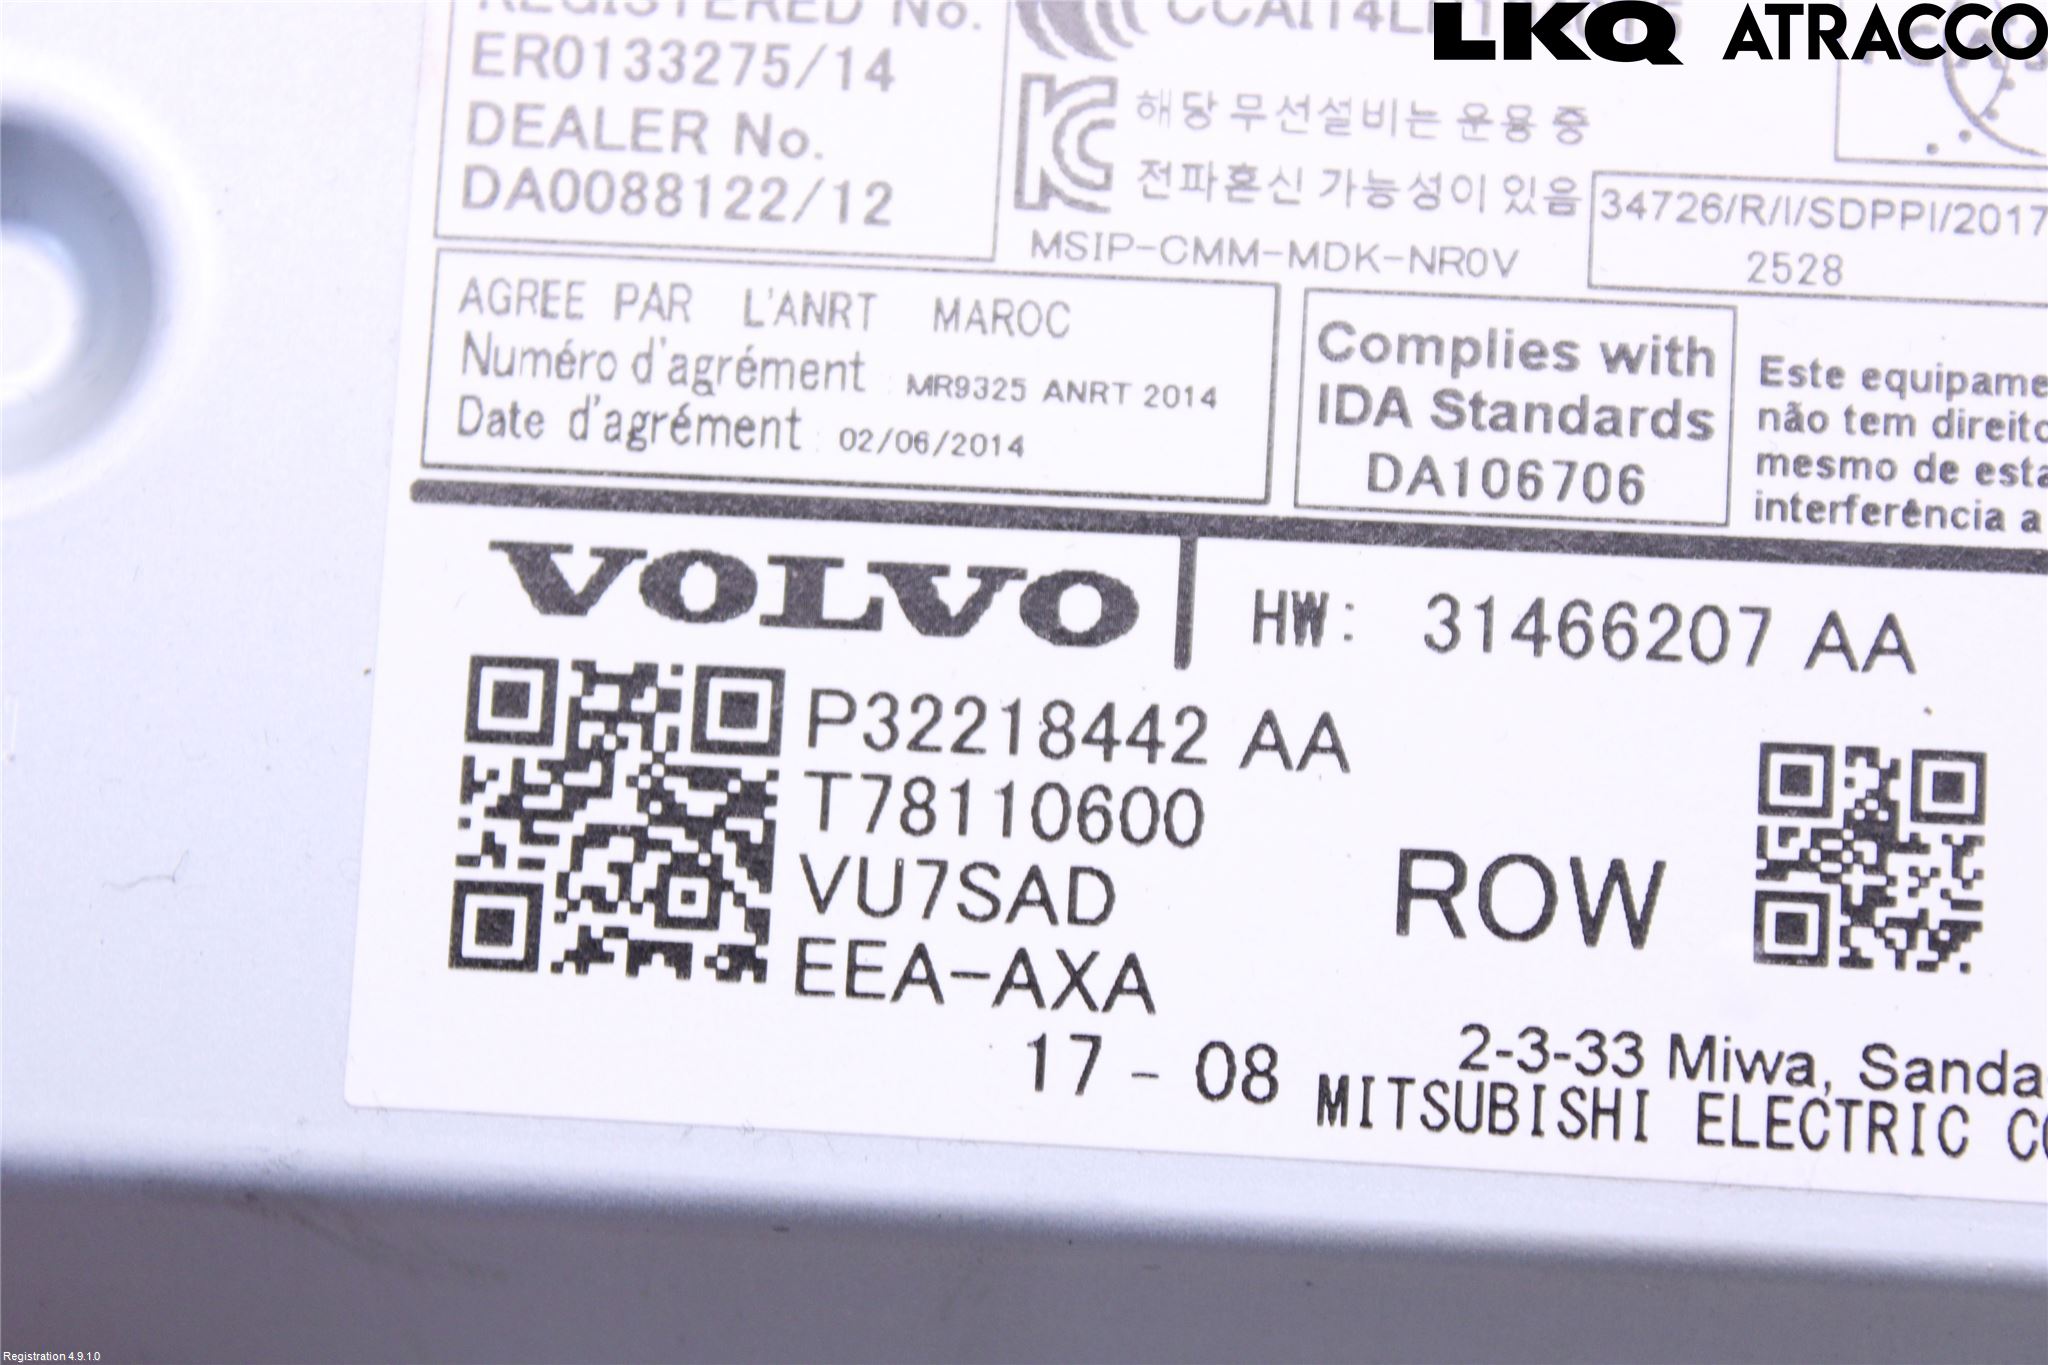 LKQ ATRACCO
REGISTERED No.
ER0133275/14
DEALER No.
DA0088122/12
해당 무선설비는 운용 중
전파혼신 가능성이 있음
MSIP-CMM-MDK-NR0V
34726/R/I/SDPPI/2017
2528
AGREE PAR L'ANRT MAROC
Numéro d'agrément : MR9325 ANRT 2014
Date d'agrément : 02/06/2014
Complies with
IDA Standards
DA106706
Este equipame
não tem direito
mesmo de esta
interferência a
VOLVO
HW: 31466207 AA
P32218442 AA
T78110600
VU7SAD
EEA-AXA
ROW
17 - 08
2-3-33 Miwa, Sanda
MITSUBISHI ELECTRIC CO
Registration 4.9.1.0